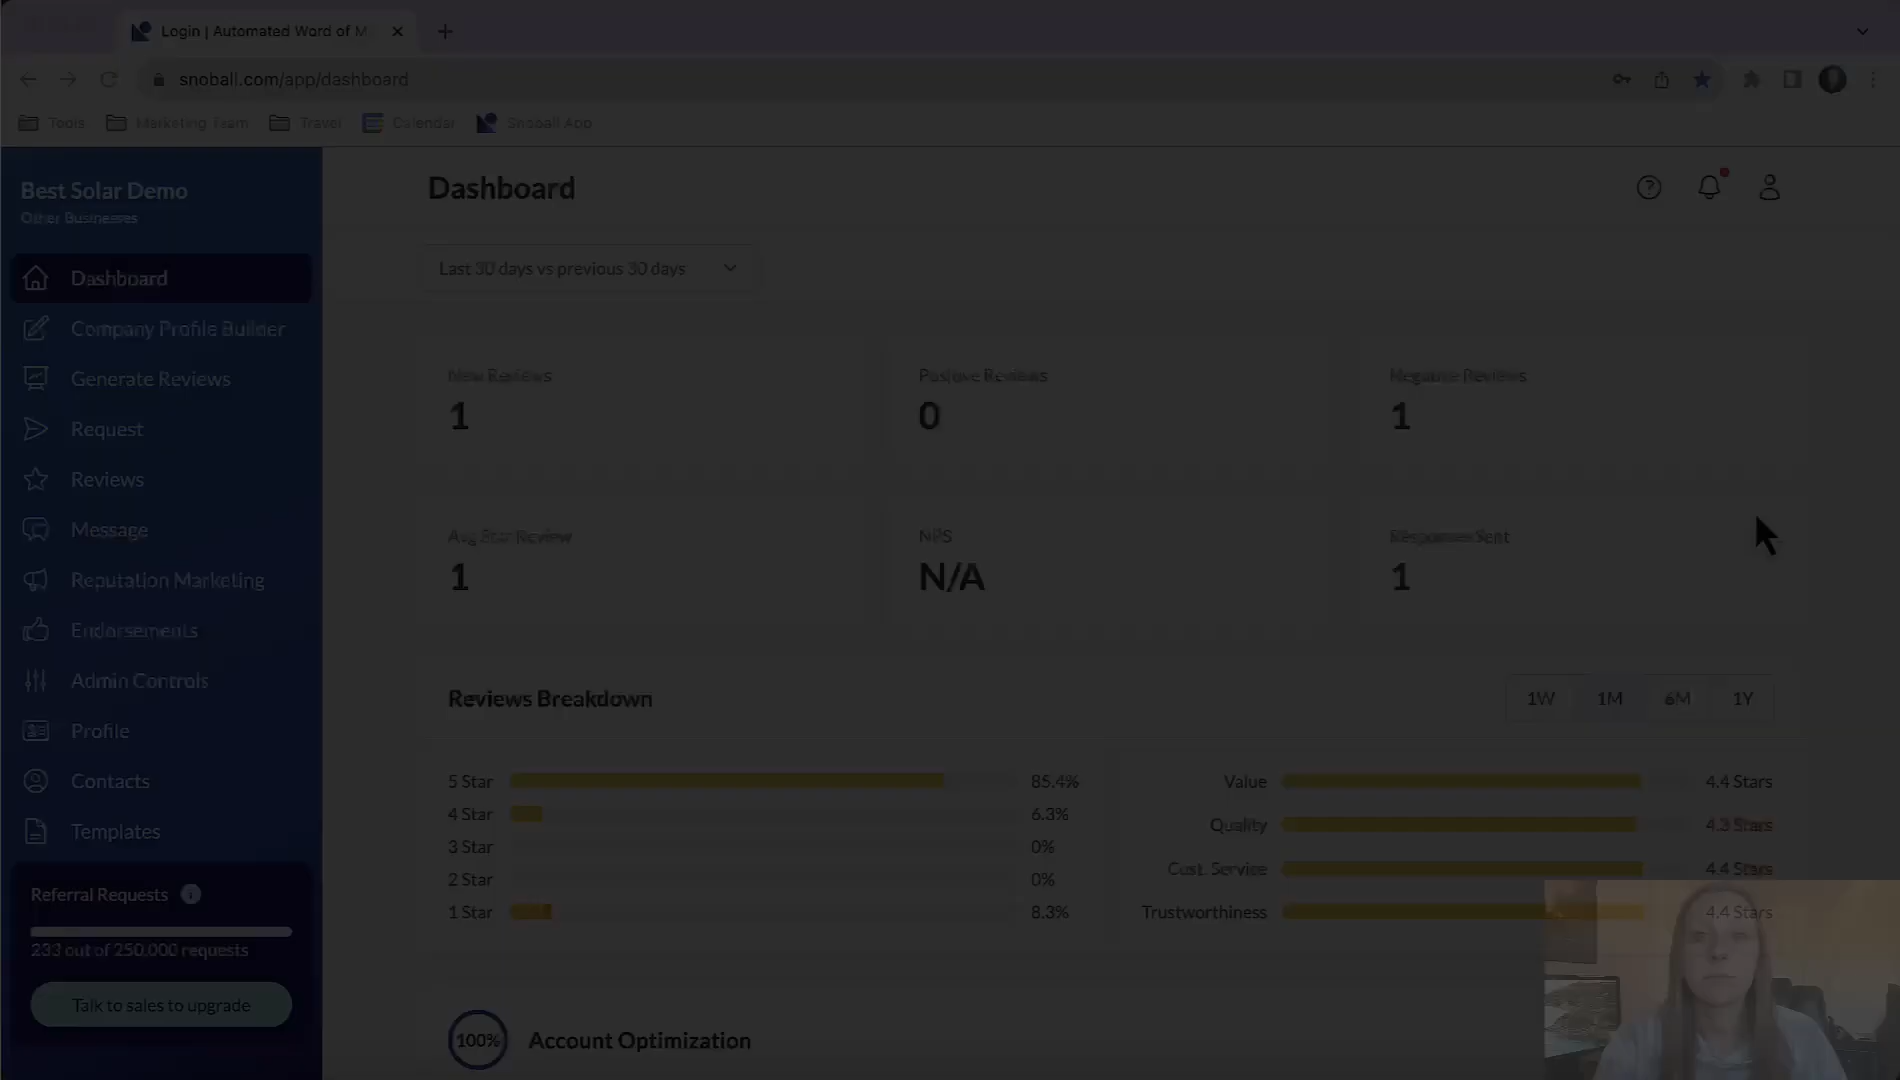 Login | Automated Word of M
snoball.com/app/dashboard
Tools
Marketing Team
Travel
Calendar
Snoball App
Best Solar Demo
Other Businesses
Dashboard
Company Profile Builder
Generate Reviews
Request
Reviews
Message
Reputation Marketing
Endorsements
Admin Controls
Profile
Contacts
Templates
Referral Requests
233 out of 250,000 requests
Talk to sales to upgrade
Dashboard
Last 30 days vs previous 30 days
New Reviews
1
Positive Reviews
0
Negative Reviews
1
Avg Star Review
1
NPS
N/A
Responses Sent
1
Reviews Breakdown
1W 1M 6M 1Y
5 Star 85.4%
4 Star 6.3%
3 Star 0%
2 Star 0%
1 Star 8.3%
Value 4.4 Stars
Quality 4.3 Stars
Cust. Service 4.4 Stars
Trustworthiness 4.4 Stars
100% Account Optimization